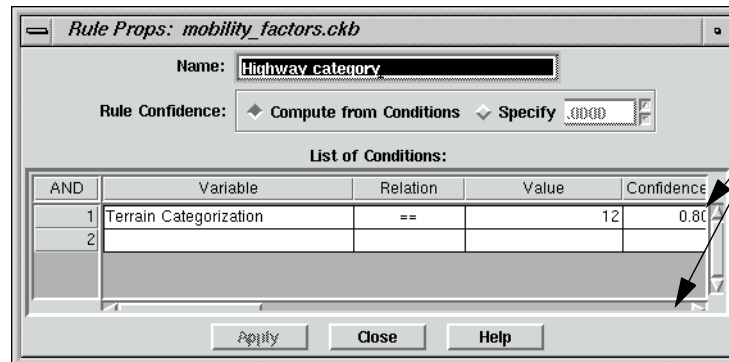 Rule Props: mobility_factors.ckb
Name: Highway category
Rule Confidence: Compute from Conditions Specify .0000
List of Conditions:
AND Variable Relation Value Confidence
1 Terrain Categorization == 12 0.80
2
Apply Close Help